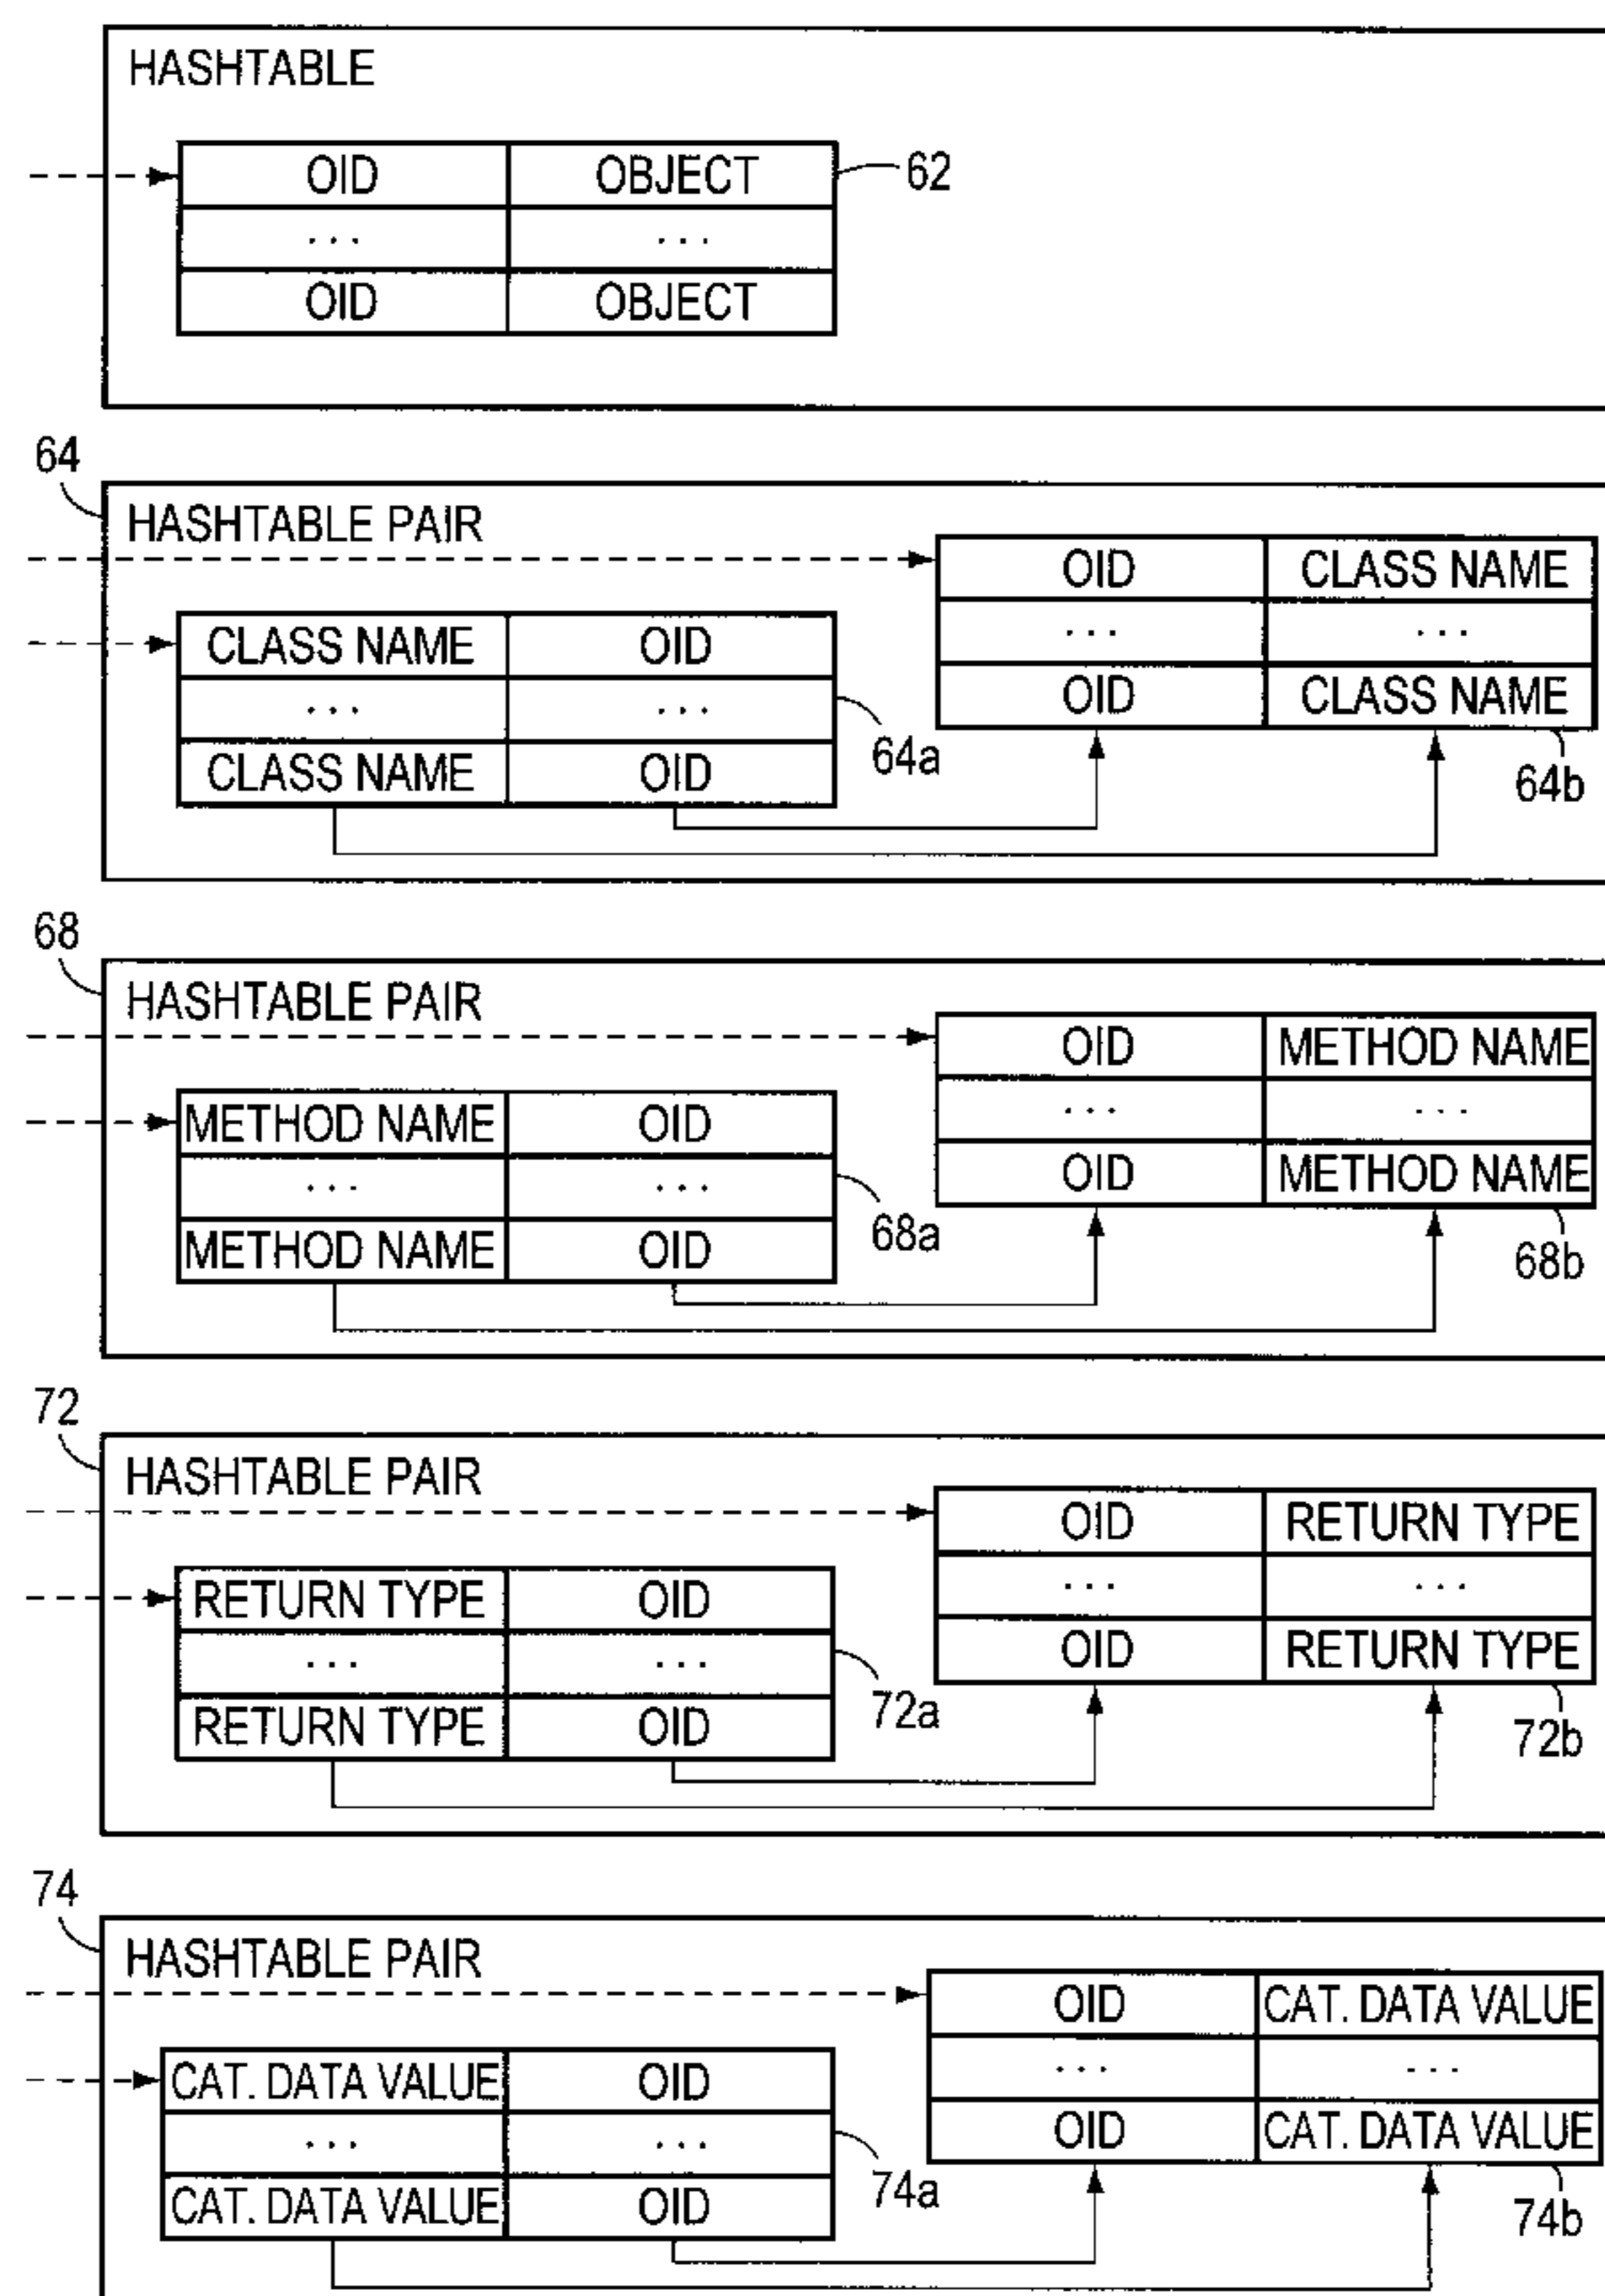 HASHTABLE
OID OBJECT
62
... ...
OID OBJECT
64
HASHTABLE PAIR
OID CLASS NAME
... ...
OID CLASS NAME
64b
CLASS NAME OID
... ...
CLASS NAME OID
64a
68
HASHTABLE PAIR
OID METHOD NAME
... ...
OID METHOD NAME
68b
METHOD NAME OID
... ...
METHOD NAME OID
68a
72
HASHTABLE PAIR
OID RETURN TYPE
... ...
OID RETURN TYPE
72b
RETURN TYPE OID
... ...
RETURN TYPE OID
72a
74
HASHTABLE PAIR
OID CAT. DATA VALUE
... ...
OID CAT. DATA VALUE
74b
CAT. DATA VALUE OID
... ...
CAT. DATA VALUE OID
74a